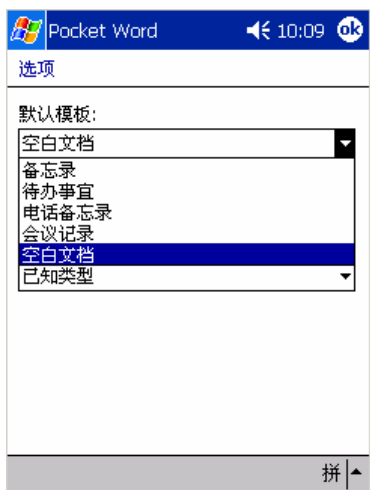 Pocket Word 10:09 ok
选项
默认模板:
空白文档
备忘录
待办事宜
电话备忘录
会议记录
空白文档
已知类型
拼